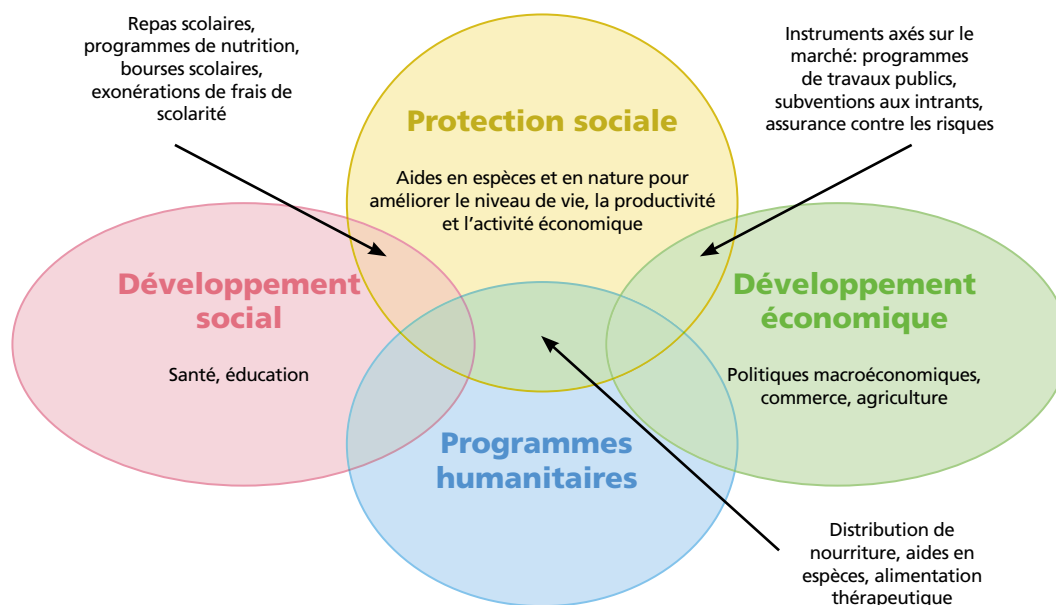 Repas scolaires,
programmes de nutrition,
bourses scolaires,
exonérations de frais de
scolarité
Instruments axés sur le
marché: programmes
de travaux publics,
subventions aux intrants,
assurance contre les risques
Protection sociale
Aides en espèces et en nature pour
améliorer le niveau de vie, la productivité
et l’activité économique
Développement
social
Santé, éducation
Développement
économique
Politiques macroéconomiques,
commerce, agriculture
Programmes
humanitaires
Distribution de
nourriture, aides en
espèces, alimentation
thérapeutique